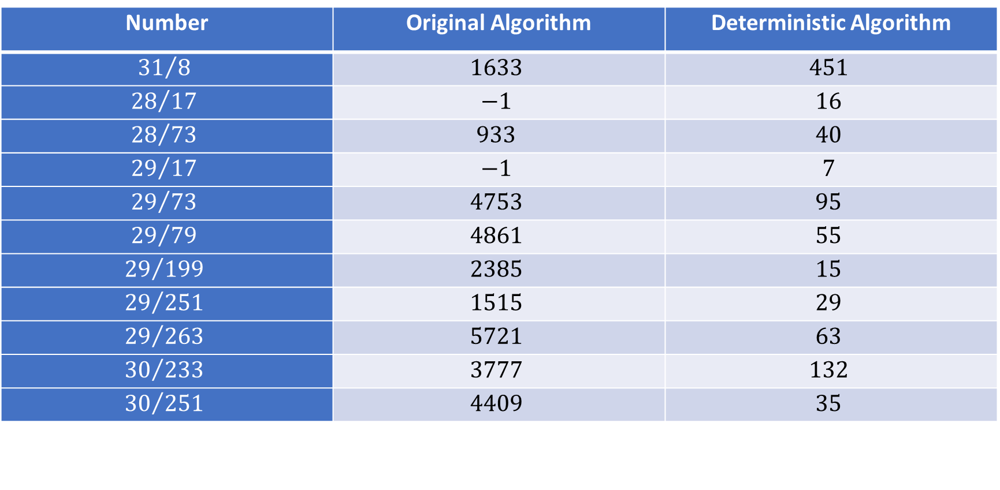 Number Original Algorithm Deterministic Algorithm
31/8 1633 451
28/17 −1 16
28/73 933 40
29/17 −1 7
29/73 4753 95
29/79 4861 55
29/199 2385 15
29/251 1515 29
29/263 5721 63
30/233 3777 132
30/251 4409 35